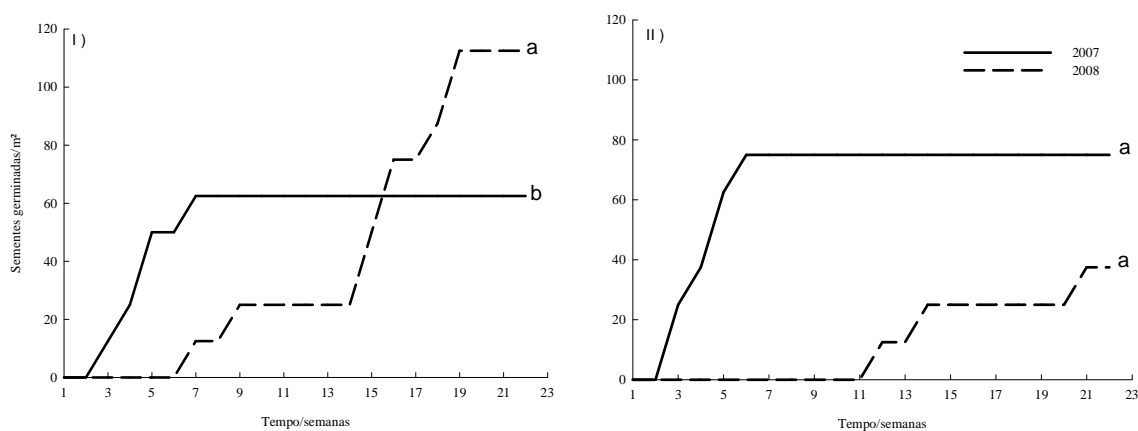 I )
a
b
120
100
80
60
40
20
0
Sementes germinadas/m²
1 3 5 7 9 11 13 15 17 19 21 23
Tempo/semanas
II )
2007
2008
a
a
120
100
80
60
40
20
0
1 3 5 7 9 11 13 15 17 19 21 23
Tempo/semanas